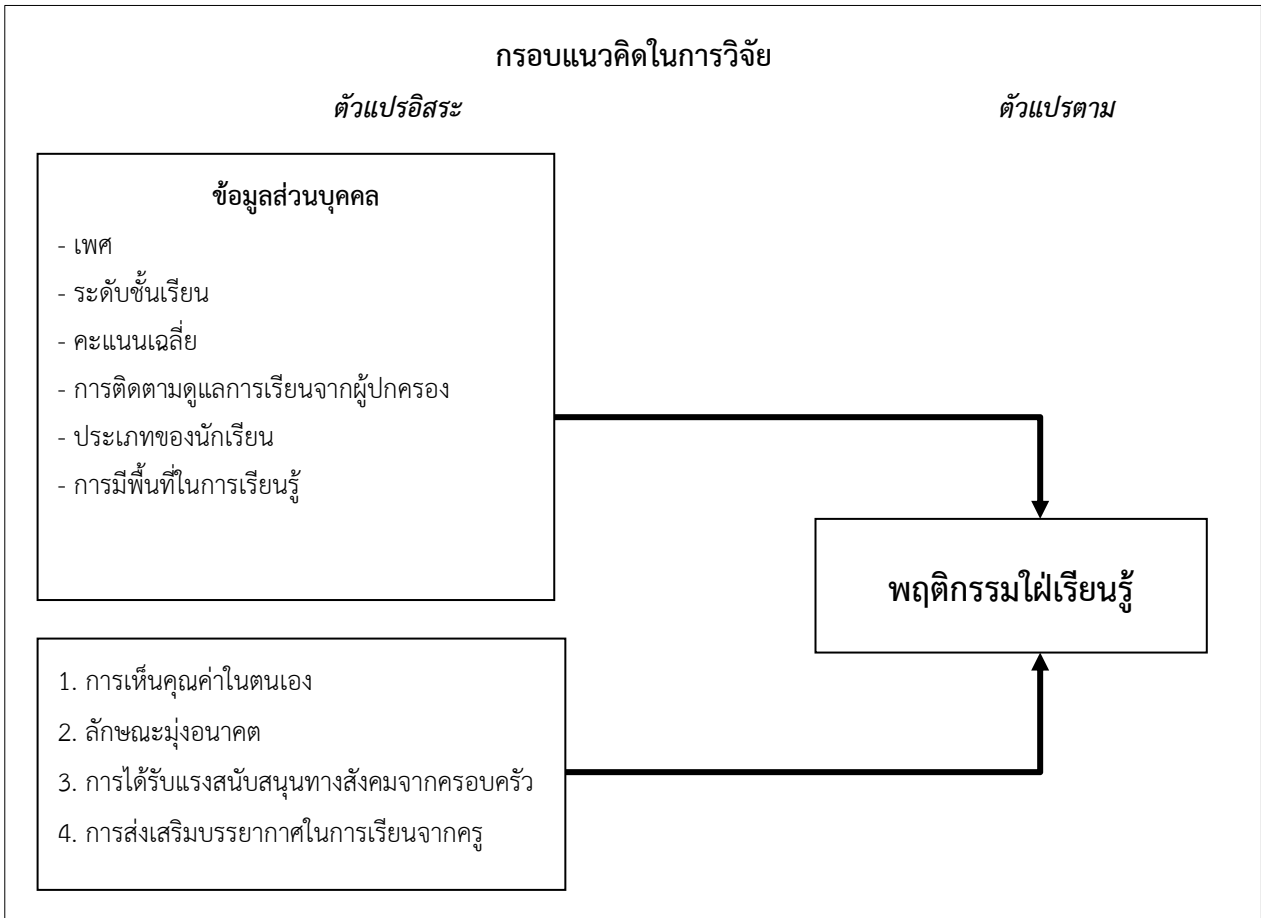 กรอบแนวคิดในการวิจัย
ตัวแปรอิสระ
ตัวแปรตาม
ข้อมูลส่วนบุคคล
- เพศ
- ระดับชั้นเรียน
- คะแนนเฉลี่ย
- การติดตามดูแลการเรียนจากผู้ปกครอง
- ประเภทของนักเรียน
- การมีพื้นที่ในการเรียนรู้
พฤติกรรมใฝ่เรียนรู้
1. การเห็นคุณค่าในตนเอง
2. ลักษณะมุ่งอนาคต
3. การได้รับแรงสนับสนุนทางสังคมจากครอบครัว
4. การส่งเสริมบรรยากาศในการเรียนจากครู